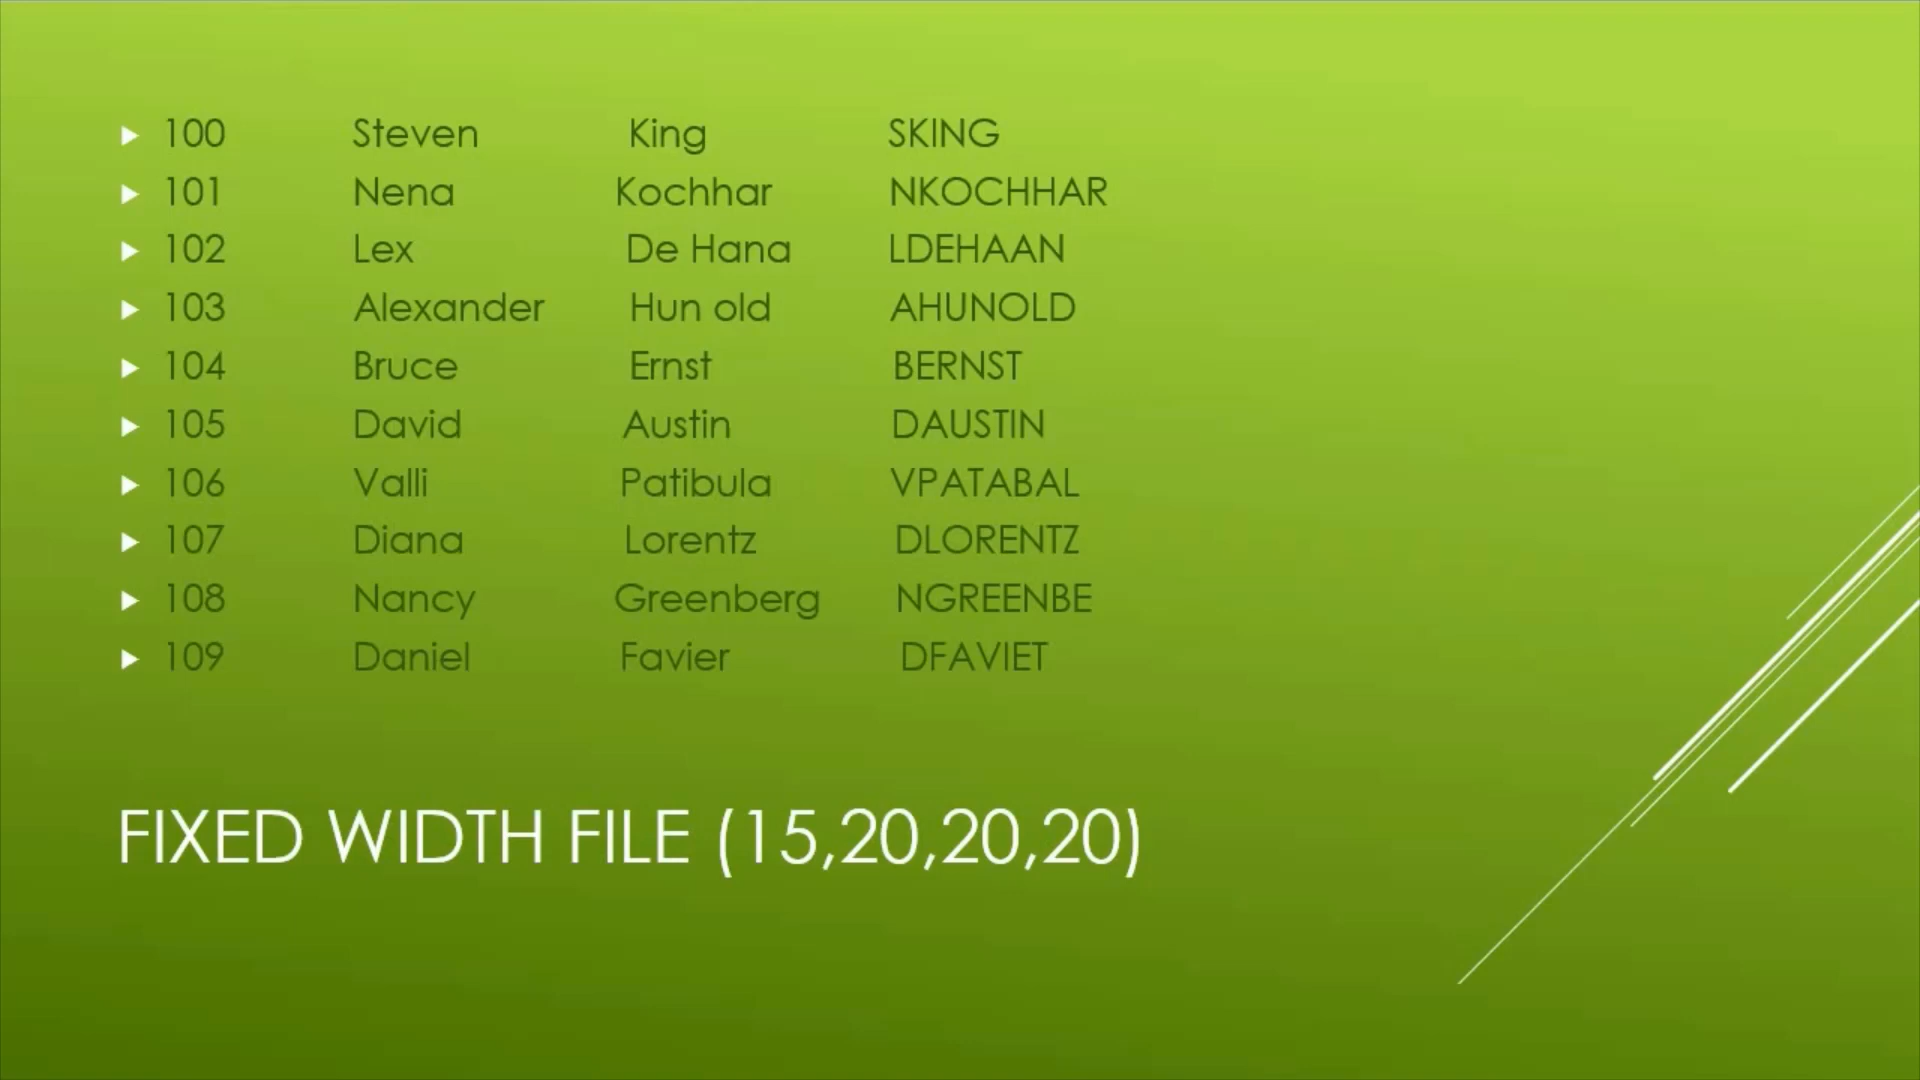 100 Steven King SKING
101 Nena Kochhar NKOCHHAR
102 Lex De Hana LDEHAAN
103 Alexander Hun old AHUNOLD
104 Bruce Ernst BERNST
105 David Austin DAUSTIN
106 Valli Patibula VPATABAL
107 Diana Lorentz DLORENTZ
108 Nancy Greenberg NGREENBE
109 Daniel Favier DFAVIET
FIXED WIDTH FILE (15,20,20,20)